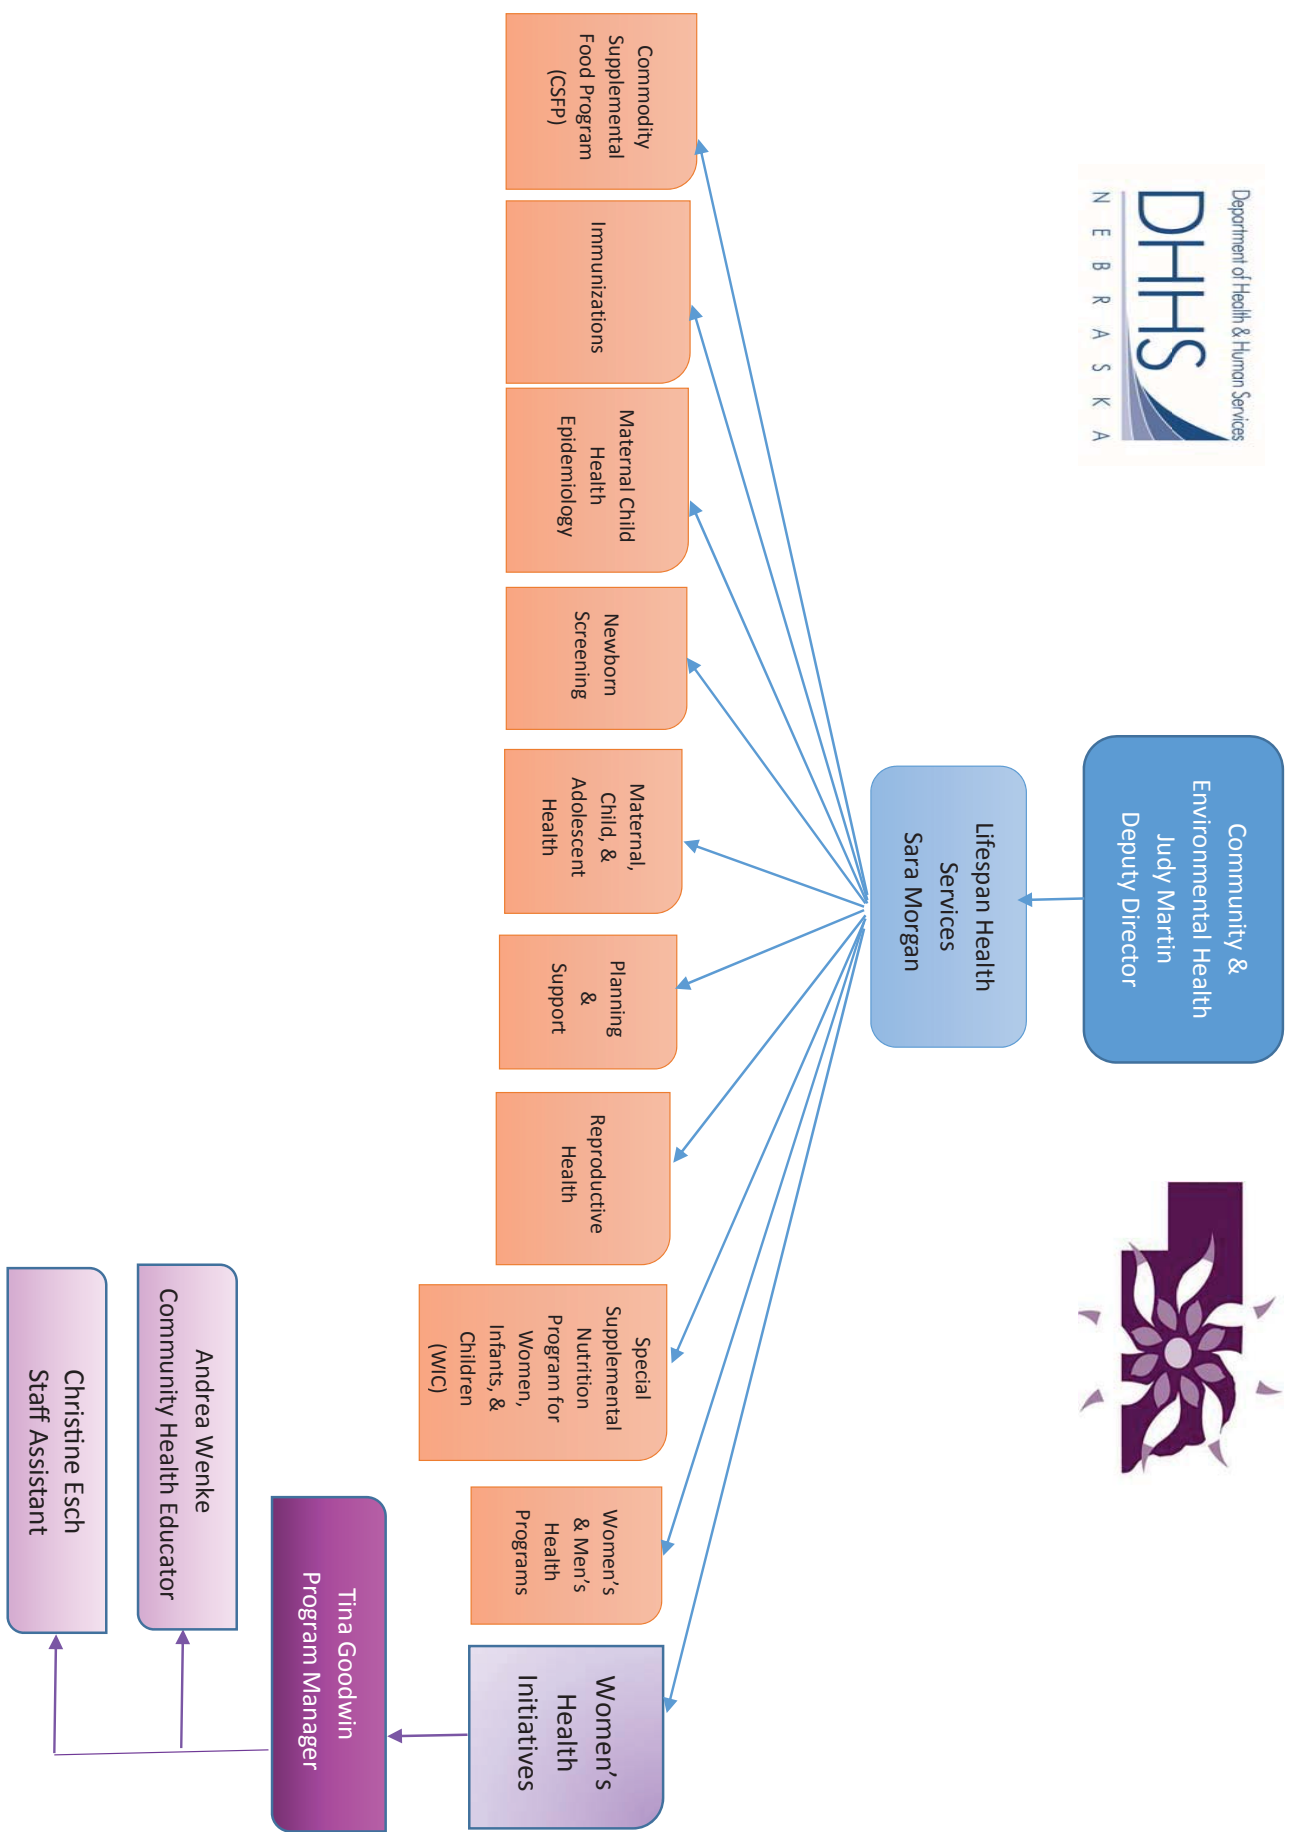 Department of Health & Human Services
DHHS
NEBRASKA
Community &
Environmental Health
Judy Martin
Deputy Director
Lifespan Health
Services
Sara Morgan
Commodity
Supplemental
Food Program
(CSFP)
Immunizations
Maternal Child
Health
Epidemiology
Newborn
Screening
Maternal,
Child, &
Adolescent
Health
Planning
&
Support
Reproductive
Health
Special
Supplemental
Nutrition
Program for
Women,
Infants, &
Children
(WIC)
Women's
& Men's
Health
Programs
Women's
Health
Initiatives
Tina Goodwin
Program Manager
Andrea Wenke
Community Health Educator
Christine Esch
Staff Assistant